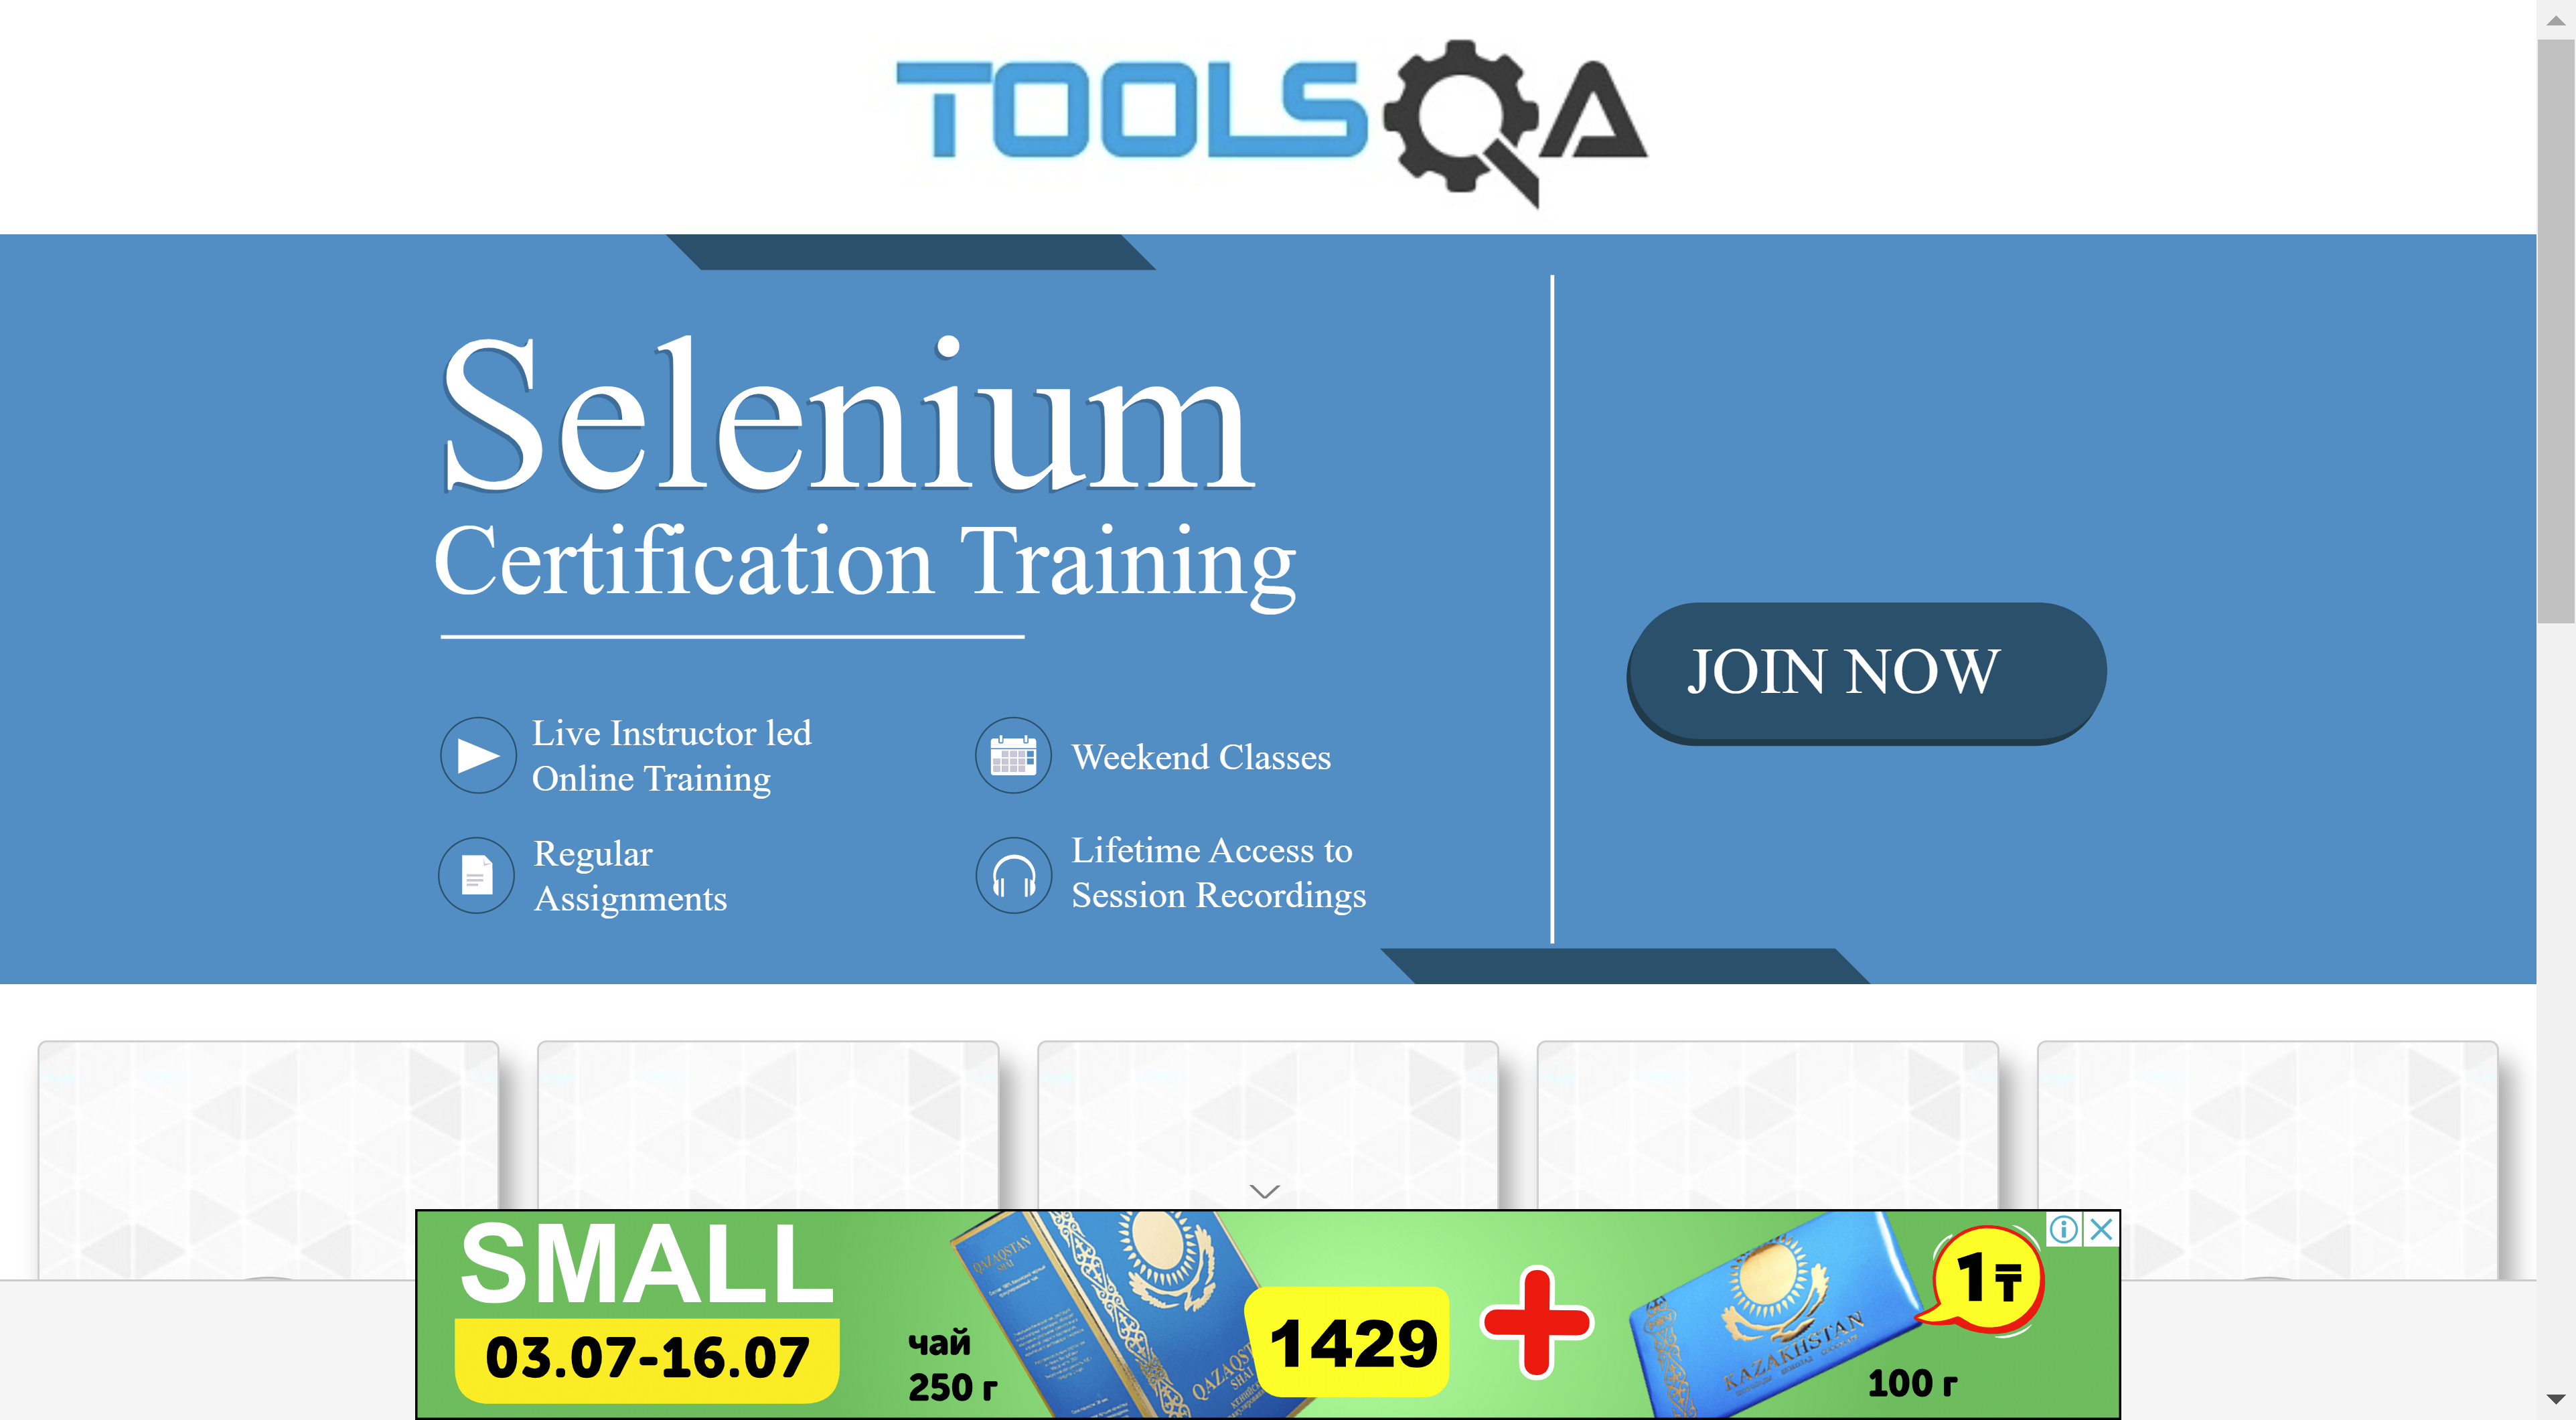 TOOLSQA
Selenium
Certification Training
JOIN NOW
Live Instructor led
Online Training
Weekend Classes
Regular
Assignments
Lifetime Access to
Session Recordings
SMALL
03.07-16.07
чай
250 г
QAZAQSTAN
1429
KAZAKHSTAN
1 ₸
100 г